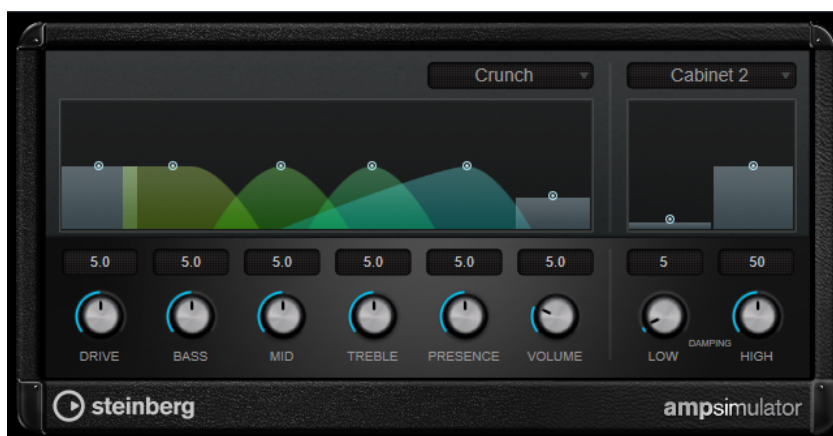 Crunch Cabinet 2
5.0 5.0 5.0 5.0 5.0 5.0 5 50
DRIVE BASS MID TREBLE PRESENCE VOLUME LOW DAMPING HIGH
steinberg ampsimulator